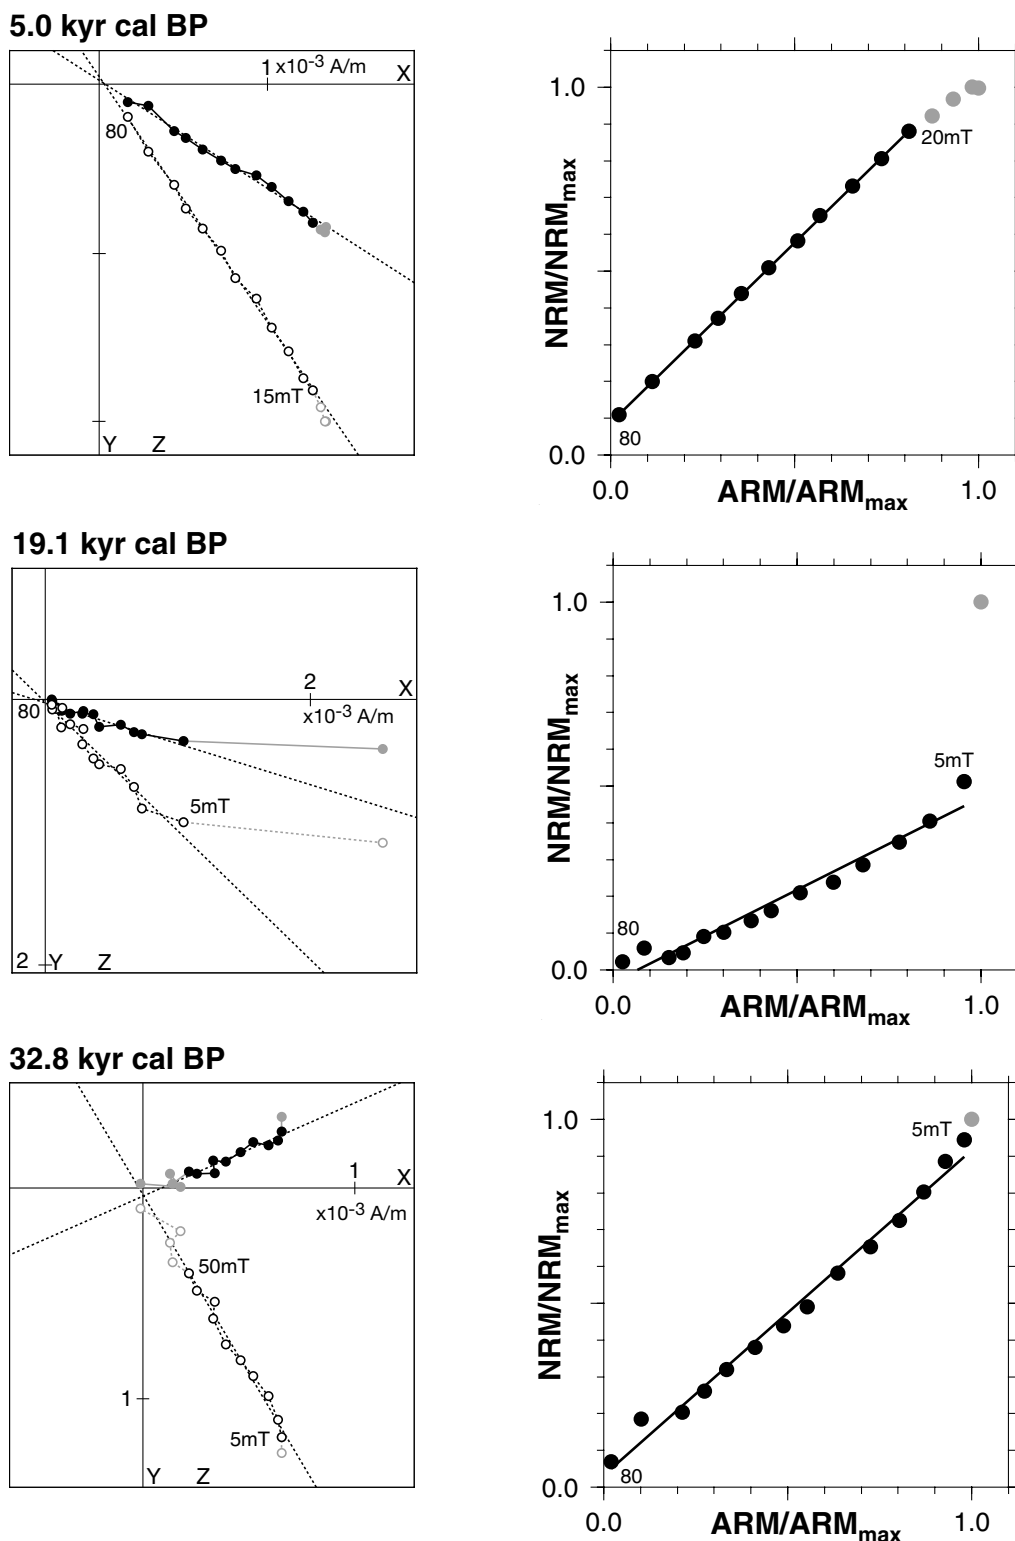 5.0 kyr cal BP
1 x10⁻³ A/m X
80
15mT
Y Z
1.0
NRM/NRMmax
20mT
80
0.0
0.0 1.0
ARM/ARMmax
19.1 kyr cal BP
2 X
x10⁻³ A/m
80
5mT
2 Y Z
1.0
NRM/NRMmax
5mT
80
0.0
0.0 1.0
ARM/ARMmax
32.8 kyr cal BP
1 X
x10⁻³ A/m
50mT
1
5mT
Y Z
1.0
5mT
NRM/NRMmax
80
0.0
0.0 1.0
ARM/ARMmax